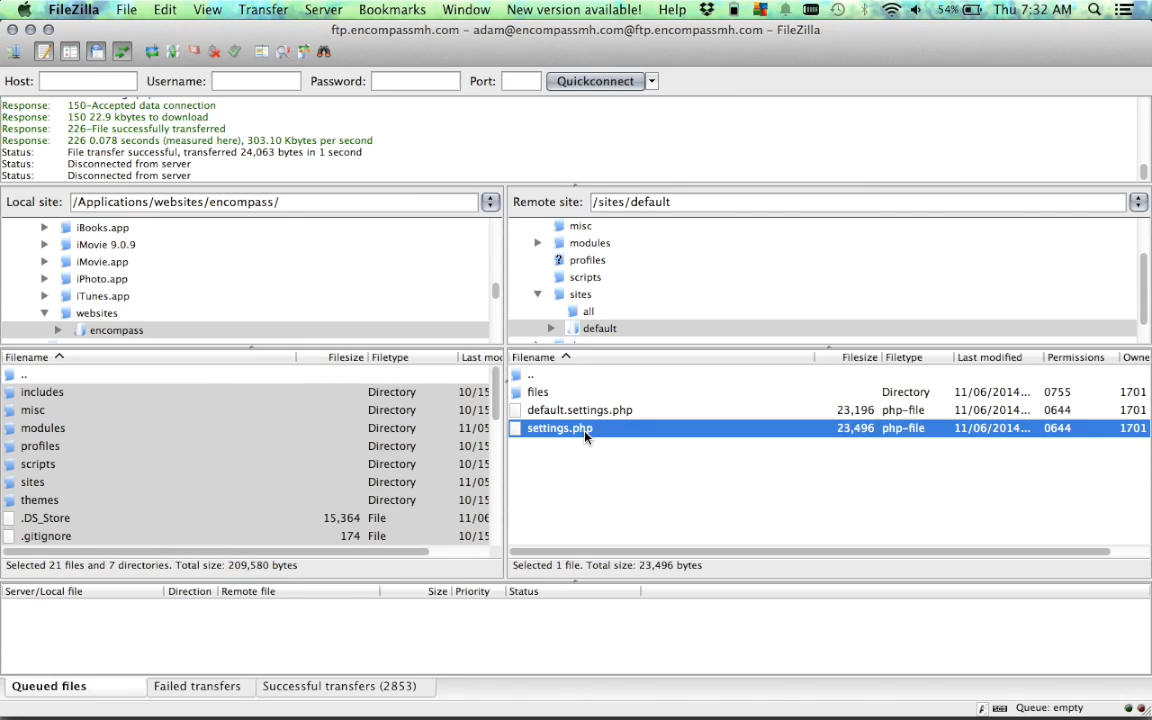 FileZilla File Edit View Transfer Server Bookmarks Window New version available! Help 54% Thu 7:32 AM
ftp.encompassmh.com – adam@encompassmh.com@ftp.encompassmh.com – FileZilla
Host: Username: Password: Port: Quickconnect
Response: 150-Accepted data connection
Response: 150 22.9 kbytes to download
Response: 226-File successfully transferred
Response: 226 0.078 seconds (measured here), 303.10 Kbytes per second
Status: File transfer successful, transferred 24,063 bytes in 1 second
Status: Disconnected from server
Status: Disconnected from server
Local site: /Applications/websites/encompass/
iBooks.app
iMovie 9.0.9
iMovie.app
iPhoto.app
iTunes.app
websites
encompass
Remote site: /sites/default
misc
modules
? profiles
scripts
sites
all
default
Filename Filesize Filetype Last mo
..
includes Directory 10/15
misc Directory 10/15
modules Directory 11/05
profiles Directory 10/15
scripts Directory 10/15
sites Directory 11/05
themes Directory 10/15
.DS_Store 15,364 File 11/06
.gitignore 174 File 10/15
Selected 21 files and 7 directories. Total size: 209,580 bytes
Filename Filesize Filetype Last modified Permissions Owne
..
files Directory 11/06/2014... 0755 1701
default.settings.php 23,196 php-file 11/06/2014... 0644 1701
settings.php 23,496 php-file 11/06/2014... 0644 1701
Selected 1 file. Total size: 23,496 bytes
Server/Local file Direction Remote file Size Priority Status
Queued files Failed transfers Successful transfers (2853)
Queue: empty